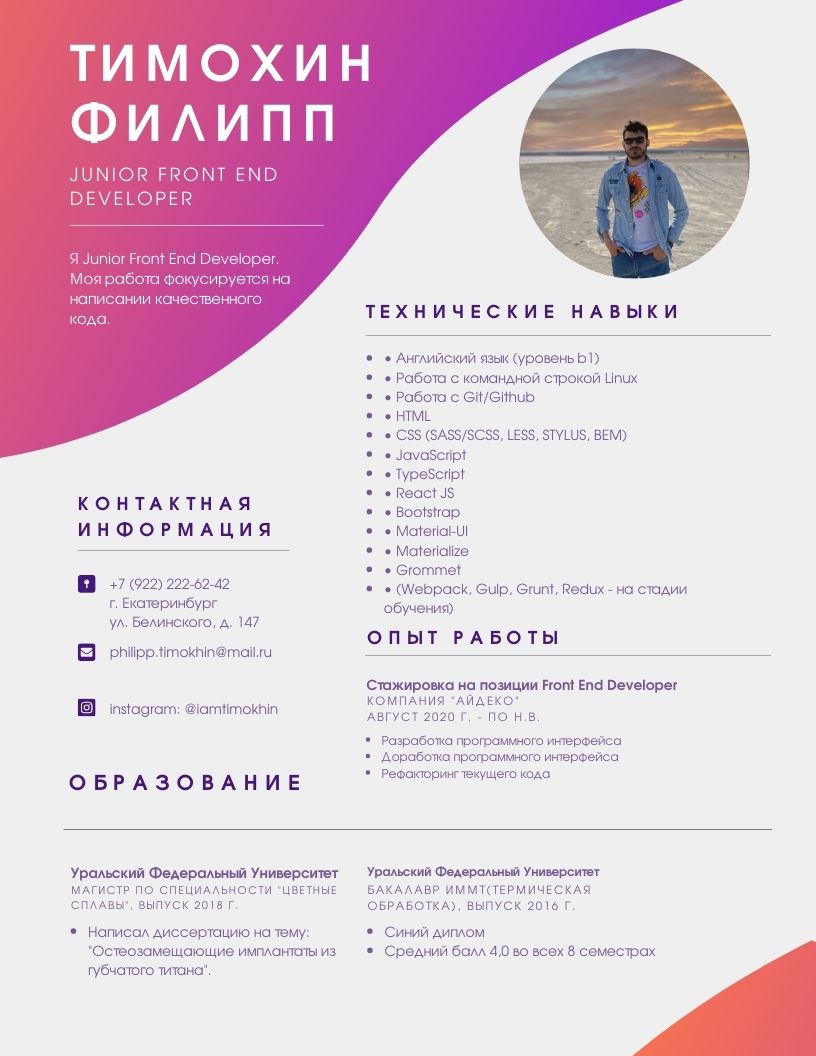 ТИМОХИН
ФИЛИПП
JUNIOR FRONT END
DEVELOPER
Я Junior Front End Developer.
Моя работа фокусируется на
написании качественного
кода.
ТЕХНИЧЕСКИЕ НАВЫКИ
• • Английский язык (уровень b1)
• • Работа с командной строкой Linux
• • Работа с Git/Github
• • HTML
• • CSS (SASS/SCSS, LESS, STYLUS, BEM)
• • JavaScript
• • TypeScript
• • React JS
• • Bootstrap
• • Material-UI
• • Materialize
• • Grommet
• • (Webpack, Gulp, Grunt, Redux - на стадии
обучения)
КОНТАКТНАЯ
ИНФОРМАЦИЯ
+7 (922) 222-62-42
г. Екатеринбург
ул. Белинского, д. 147
philipp.timokhin@mail.ru
instagram: @iamtimokhin
ОПЫТ РАБОТЫ
Стажировка на позиции Front End Developer
КОМПАНИЯ "АЙДЕКО"
АВГУСТ 2020 Г. - ПО Н.В.
• Разработка программного интерфейса
• Доработка программного интерфейса
• Рефакторинг текущего кода
ОБРАЗОВАНИЕ
Уральский Федеральный Университет
МАГИСТР ПО СПЕЦИАЛЬНОСТИ "ЦВЕТНЫЕ
СПЛАВЫ", ВЫПУСК 2018 Г.
• Написал диссертацию на тему:
"Остеозамещающие имплантаты из
губчатого титана".
Уральский Федеральный Университет
БАКАЛАВР ИММТ(ТЕРМИЧЕСКАЯ
ОБРАБОТКА), ВЫПУСК 2016 Г.
• Синий диплом
• Средний балл 4,0 во всех 8 семестрах